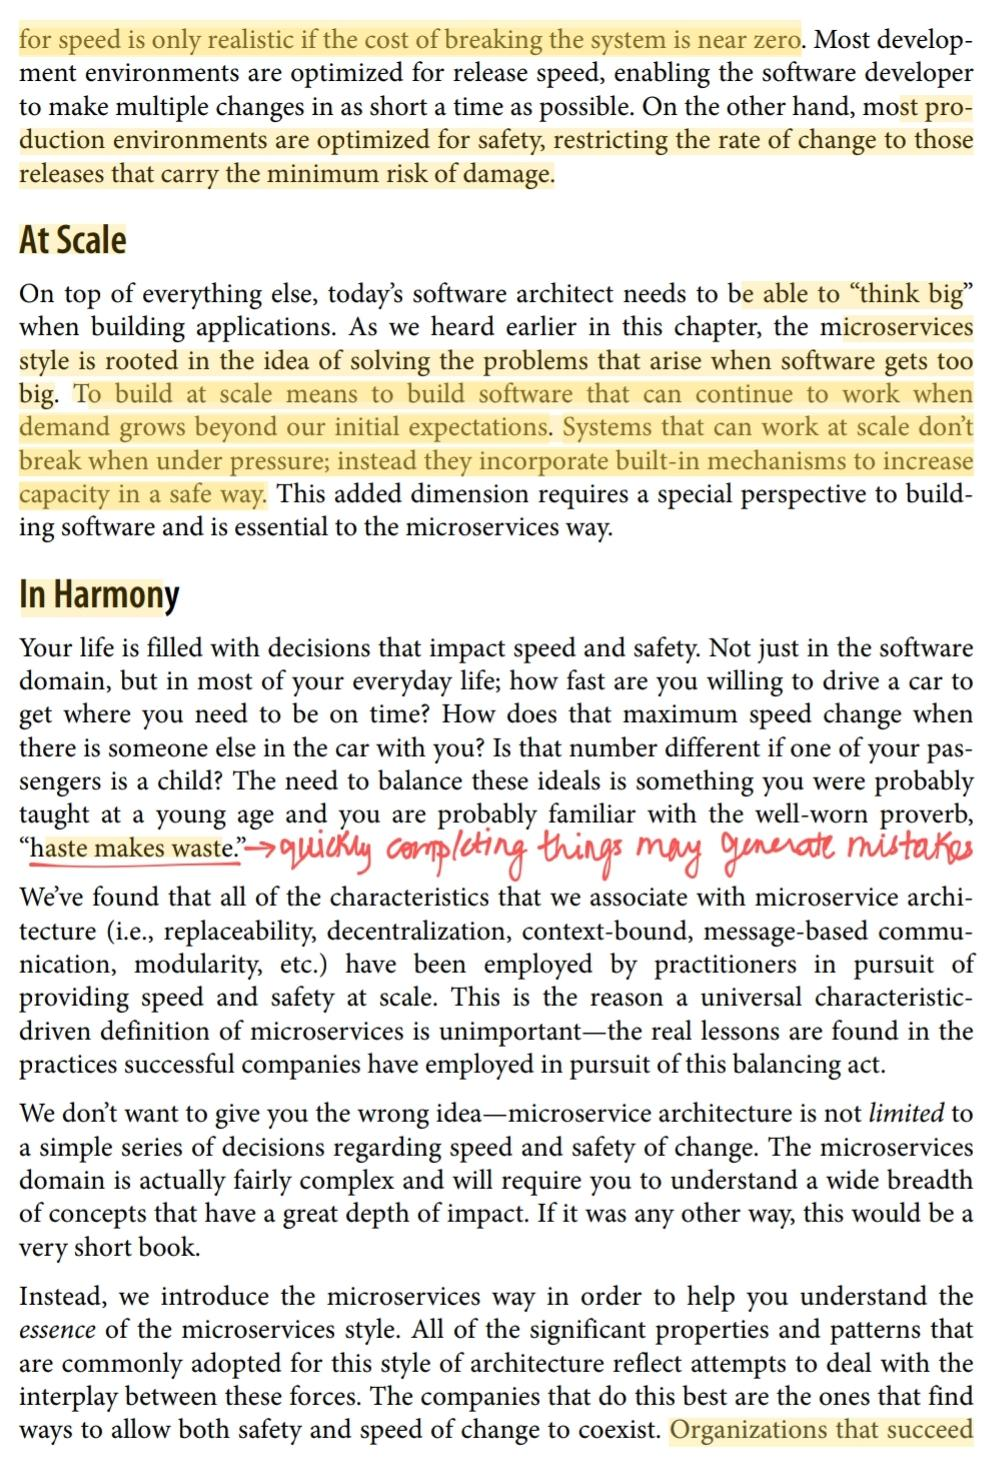 for speed is only realistic if the cost of breaking the system is near zero. Most develop-
ment environments are optimized for release speed, enabling the software developer
to make multiple changes in as short a time as possible. On the other hand, most pro-
duction environments are optimized for safety, restricting the rate of change to those
releases that carry the minimum risk of damage.
At Scale
On top of everything else, today’s software architect needs to be able to “think big”
when building applications. As we heard earlier in this chapter, the microservices
style is rooted in the idea of solving the problems that arise when software gets too
big. To build at scale means to build software that can continue to work when
demand grows beyond our initial expectations. Systems that can work at scale don’t
break when under pressure; instead they incorporate built-in mechanisms to increase
capacity in a safe way. This added dimension requires a special perspective to build-
ing software and is essential to the microservices way.
In Harmony
Your life is filled with decisions that impact speed and safety. Not just in the software
domain, but in most of your everyday life; how fast are you willing to drive a car to
get where you need to be on time? How does that maximum speed change when
there is someone else in the car with you? Is that number different if one of your pas-
sengers is a child? The need to balance these ideals is something you were probably
taught at a young age and you are probably familiar with the well-worn proverb,
“haste makes waste.” → quickly completing things may generate mistakes
We’ve found that all of the characteristics that we associate with microservice archi-
tecture (i.e., replaceability, decentralization, context-bound, message-based commu-
nication, modularity, etc.) have been employed by practitioners in pursuit of
providing speed and safety at scale. This is the reason a universal characteristic-
driven definition of microservices is unimportant—the real lessons are found in the
practices successful companies have employed in pursuit of this balancing act.
We don’t want to give you the wrong idea—microservice architecture is not limited to
a simple series of decisions regarding speed and safety of change. The microservices
domain is actually fairly complex and will require you to understand a wide breadth
of concepts that have a great depth of impact. If it was any other way, this would be a
very short book.
Instead, we introduce the microservices way in order to help you understand the
essence of the microservices style. All of the significant properties and patterns that
are commonly adopted for this style of architecture reflect attempts to deal with the
interplay between these forces. The companies that do this best are the ones that find
ways to allow both safety and speed of change to coexist. Organizations that succeed